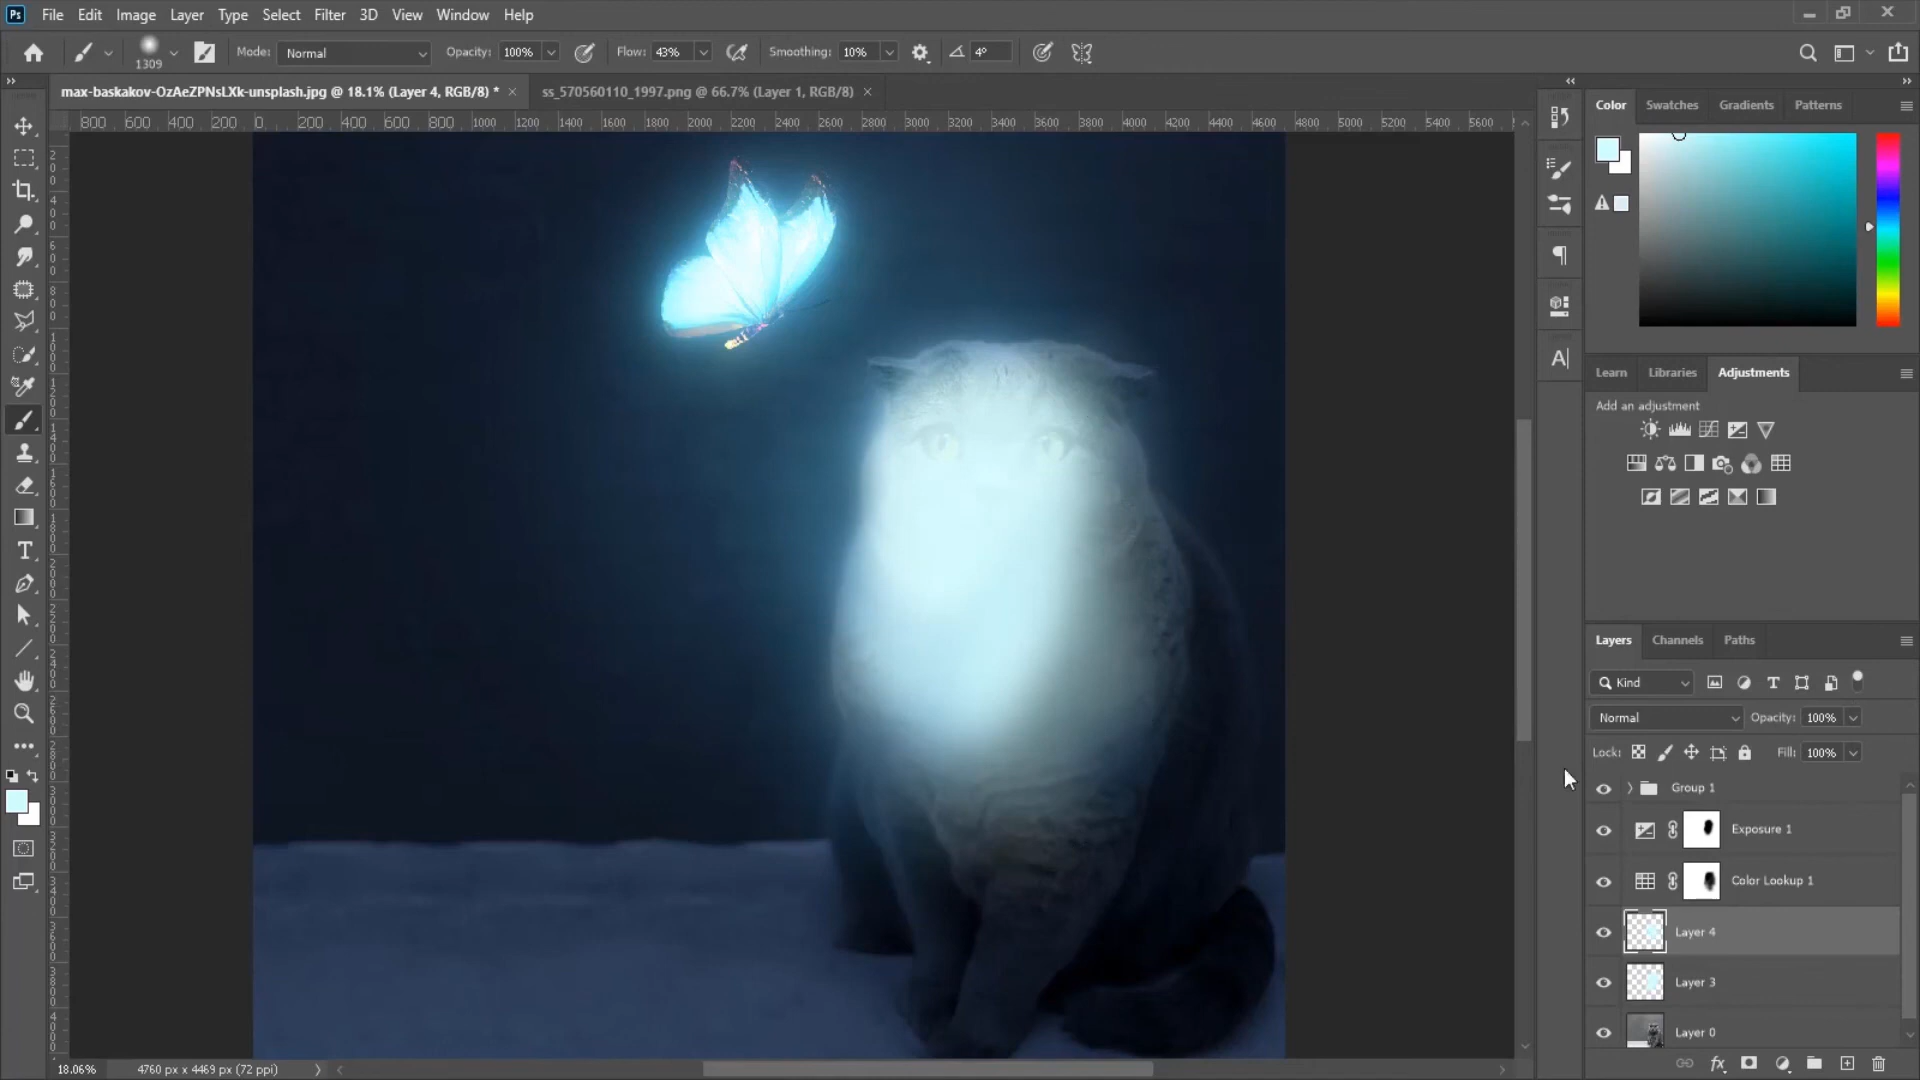 Ps File Edit Image Layer Type Select Filter 3D View Window Help
1309 Mode: Normal Opacity: 100% Flow: 43% Smoothing: 10% 4°
max-baskakov-OzAeZPNsLXk-unsplash.jpg @ 18.1% (Layer 4, RGB/8) * ss_570560110_1997.png @ 66.7% (Layer 1, RGB/8)
800 600 400 200 0 200 400 600 800 1000 1200 1400 1600 1800 2000 2200 2400 2600 2800 3000 3200 3400 3600 3800 4000 4200 4400 4600 4800 5000 5200 5400 5600
Color Swatches Gradients Patterns
Learn Libraries Adjustments
Add an adjustment
Layers Channels Paths
Kind
Normal Opacity: 100%
Lock: Fill: 100%
Group 1
Exposure 1
Color Lookup 1
Layer 4
Layer 3
Layer 0
18.06% 4760 px x 4469 px (72 ppi)